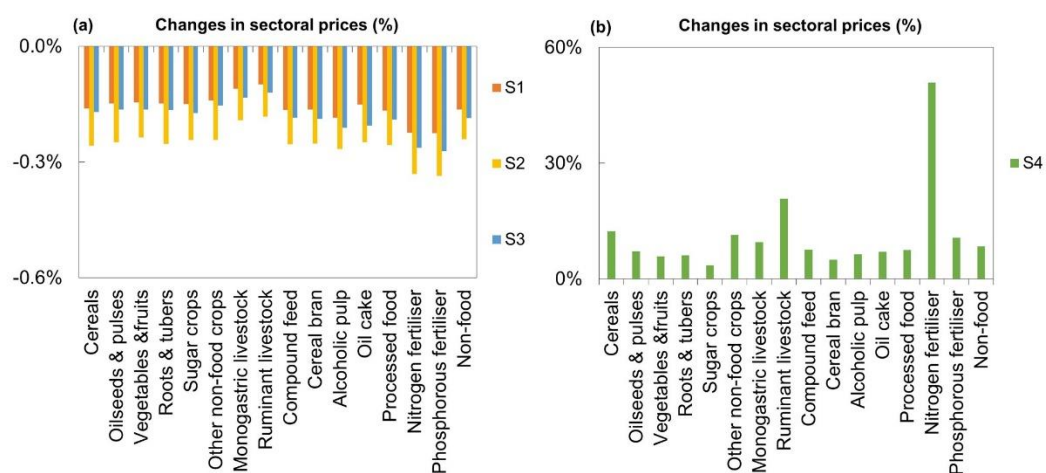 (a) Changes in sectoral prices (%)
0.0%
-0.3%
-0.6%
S1
S2
S3
Cereals
Oilseeds & pulses
Vegetables &fruits
Roots & tubers
Sugar crops
Other non-food crops
Monogastric livestock
Ruminant livestock
Compound feed
Cereal bran
Alcoholic pulp
Oil cake
Processed food
Nitrogen fertiliser
Phosphorous fertiliser
Non-food
(b) Changes in sectoral prices (%)
60%
30%
0%
S4
Cereals
Oilseeds & pulses
Vegetables &fruits
Roots & tubers
Sugar crops
Other non-food crops
Monogastric livestock
Ruminant livestock
Compound feed
Cereal bran
Alcoholic pulp
Oil cake
Processed food
Nitrogen fertiliser
Phosphorous fertiliser
Non-food